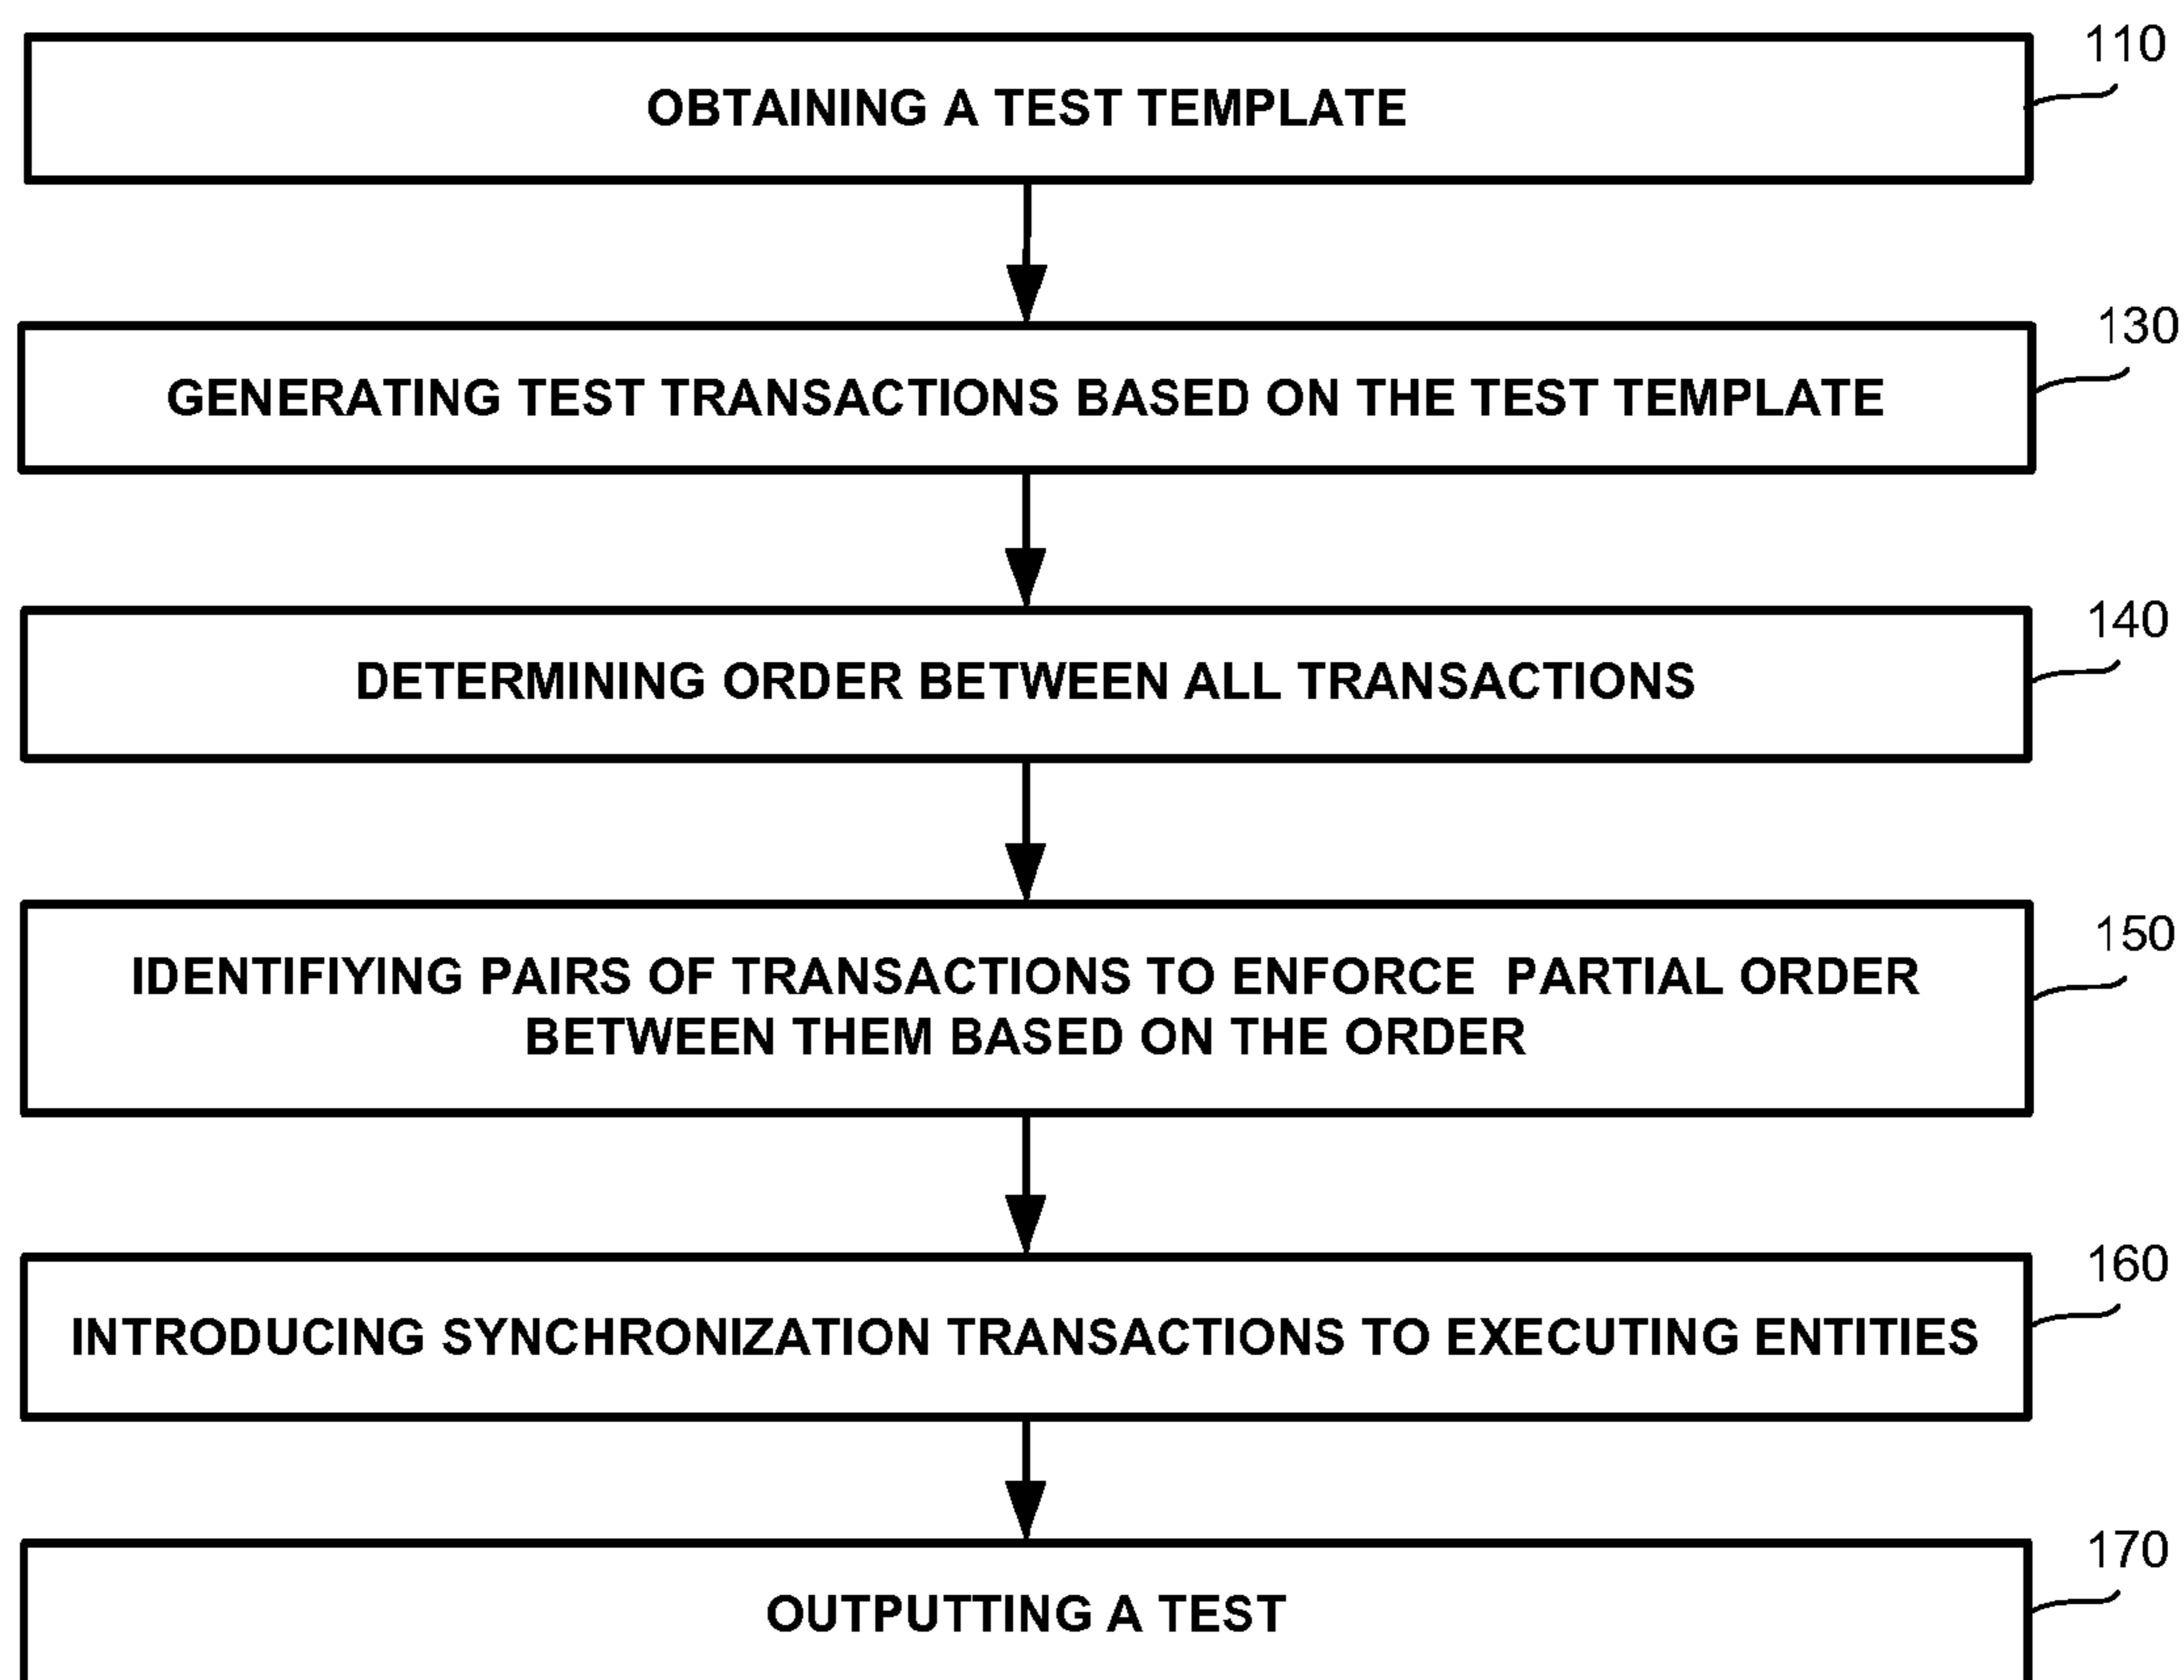 110
OBTAINING A TEST TEMPLATE
130
GENERATING TEST TRANSACTIONS BASED ON THE TEST TEMPLATE
140
DETERMINING ORDER BETWEEN ALL TRANSACTIONS
150
IDENTIFIYING PAIRS OF TRANSACTIONS TO ENFORCE PARTIAL ORDER
BETWEEN THEM BASED ON THE ORDER
160
INTRODUCING SYNCHRONIZATION TRANSACTIONS TO EXECUTING ENTITIES
170
OUTPUTTING A TEST